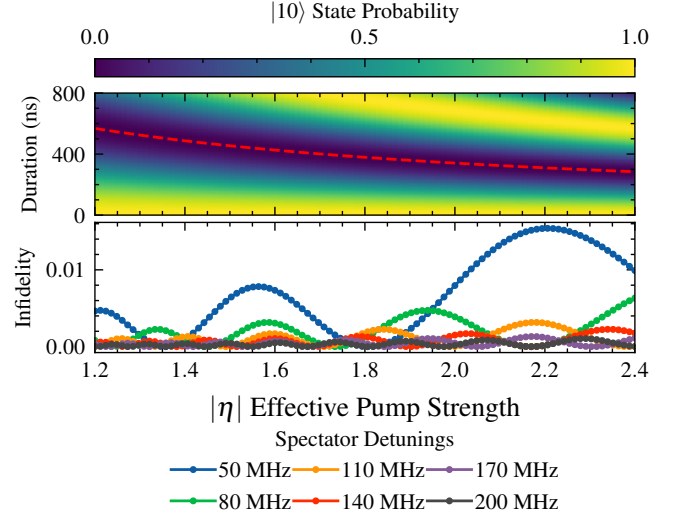 |10⟩ State Probability
0.0 0.5 1.0
Duration (ns)
800
400
0
Infidelity
0.01
0.00
1.2 1.4 1.6 1.8 2.0 2.2 2.4
|η| Effective Pump Strength
Spectator Detunings
50 MHz 110 MHz 170 MHz
80 MHz 140 MHz 200 MHz